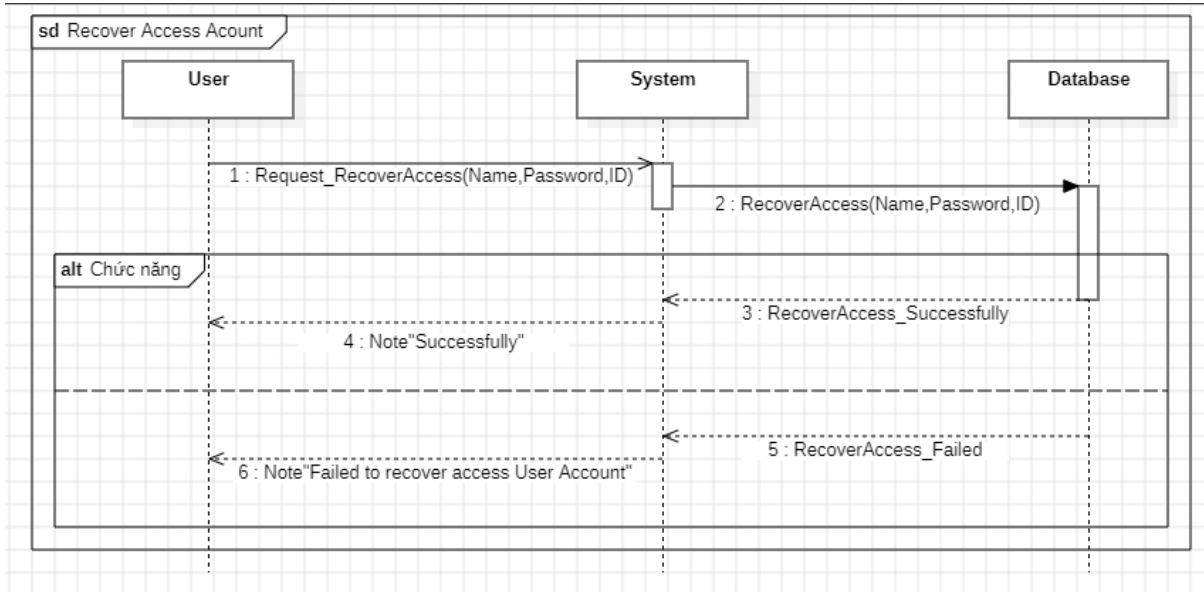 sd Recover Access Acount
User
System
Database
1 : Request_RecoverAccess(Name,Password,ID)
2 : RecoverAccess(Name,Password,ID)
alt Chức năng
3 : RecoverAccess_Successfully
4 : Note"Successfully"
5 : RecoverAccess_Failed
6 : Note"Failed to recover access User Account"